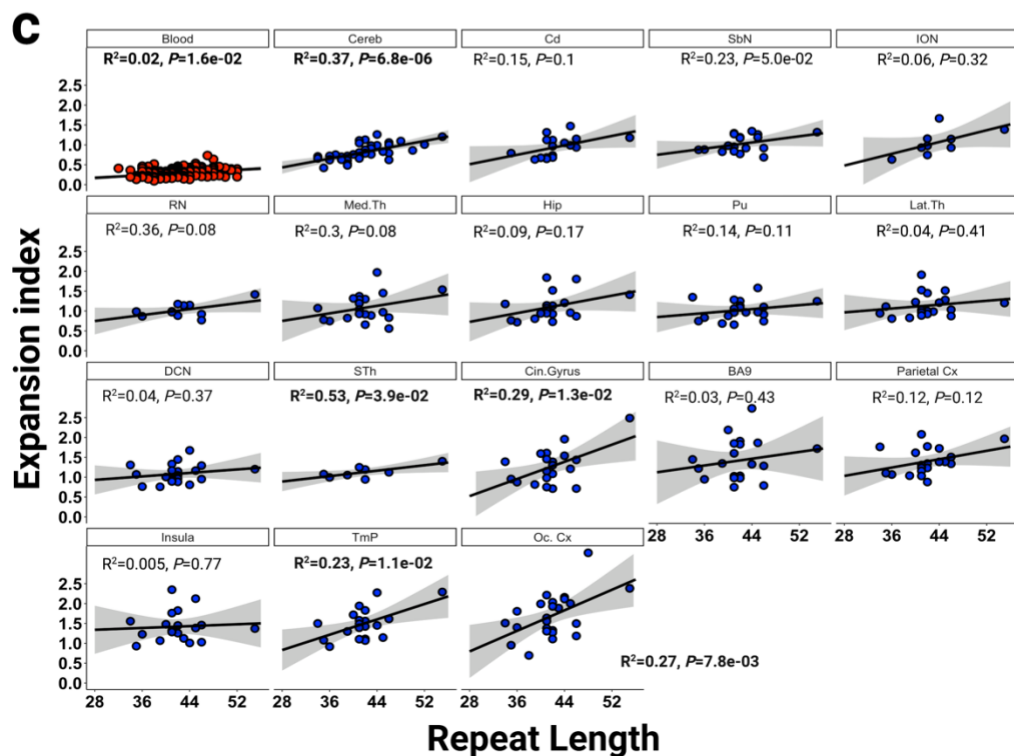 c
Expansion index
Blood Cereb Cd SbN ION
R²=0.02, P=1.6e-02 R²=0.37, P=6.8e-06 R²=0.15, P=0.1 R²=0.23, P=5.0e-02 R²=0.06, P=0.32
2.5
2.0
1.5
1.0
0.5
0.0
RN Med.Th Hip Pu Lat.Th
R²=0.36, P=0.08 R²=0.3, P=0.08 R²=0.09, P=0.17 R²=0.14, P=0.11 R²=0.04, P=0.41
2.5
2.0
1.5
1.0
0.5
0.0
DCN STh Cin.Gyrus BA9 Parietal Cx
R²=0.04, P=0.37 R²=0.53, P=3.9e-02 R²=0.29, P=1.3e-02 R²=0.03, P=0.43 R²=0.12, P=0.12
2.5
2.0
1.5
1.0
0.5
0.0
28 36 44 52 28 36 44 52
Insula TmP Oc. Cx
R²=0.005, P=0.77 R²=0.23, P=1.1e-02
2.5
2.0
1.5
1.0
0.5
0.0
R²=0.27, P=7.8e-03
28 36 44 52 28 36 44 52 28 36 44 52
Repeat Length